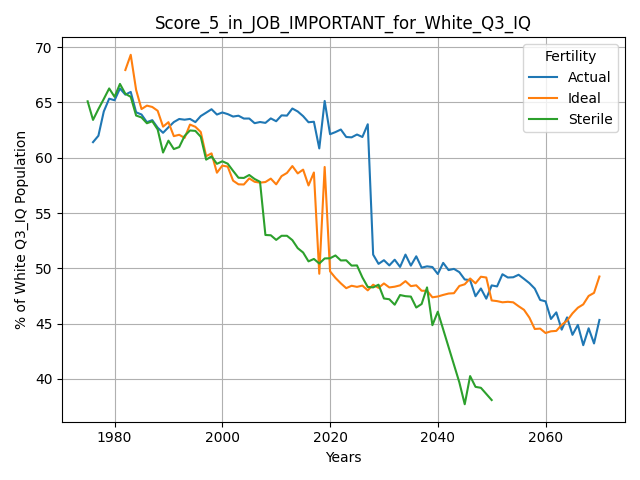 Score_5_in_JOB_IMPORTANT_for_White_Q3_IQ
% of White Q3_IQ Population
70
65
60
55
50
45
40
Fertility
Actual
Ideal
Sterile
1980
2000
2020
2040
2060
Years